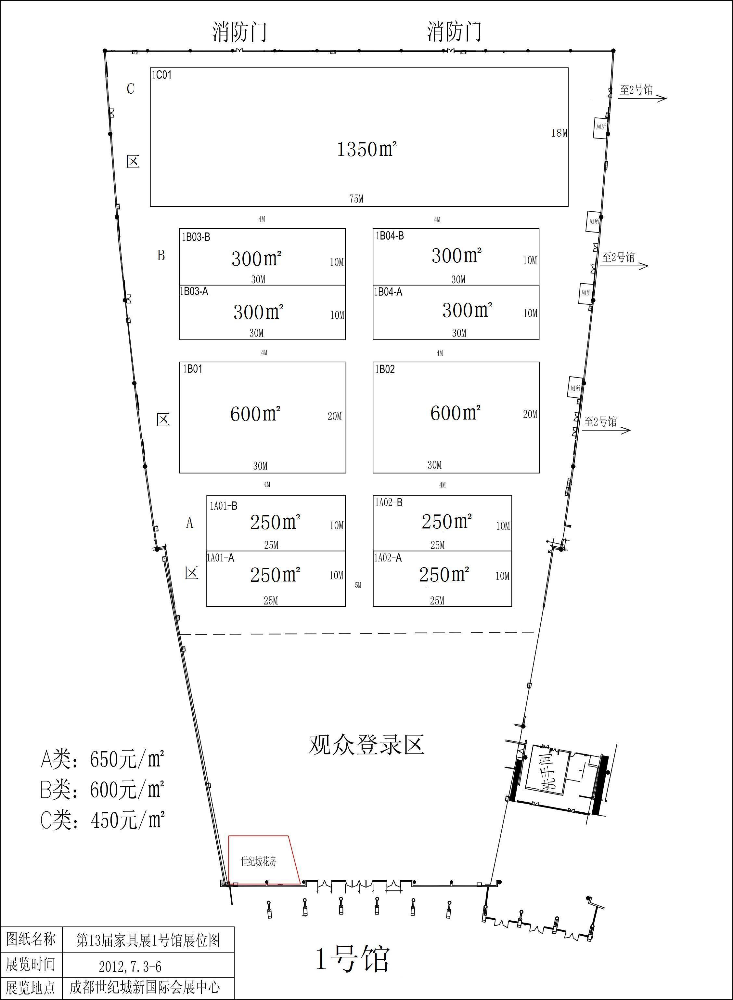 消防门
消防门
1C01
C
区
至2号馆
厕所
18M
1350m²
75M
4M
4M
厕所
1B03-B
300m²
10M
30M
1B04-B
300m²
10M
30M
B
至2号馆
1B03-A
300m²
10M
30M
1B04-A
300m²
10M
30M
厕所
4M
4M
1B01
600m²
20M
30M
1B02
600m²
20M
30M
厕所
区
至2号馆
4M
4M
1A01-B
250m²
10M
25M
1A02-B
250m²
10M
25M
A
区
1A01-A
250m²
10M
25M
5M
1A02-A
250m²
10M
25M
观众登录区
洗手间
A类：650元/m²
B类：600元/m²
C类：450元/m²
世纪城花房
1号馆
图纸名称 第13届家具展1号馆展位图
展览时间 2012,7.3-6
展览地点 成都世纪城新国际会展中心